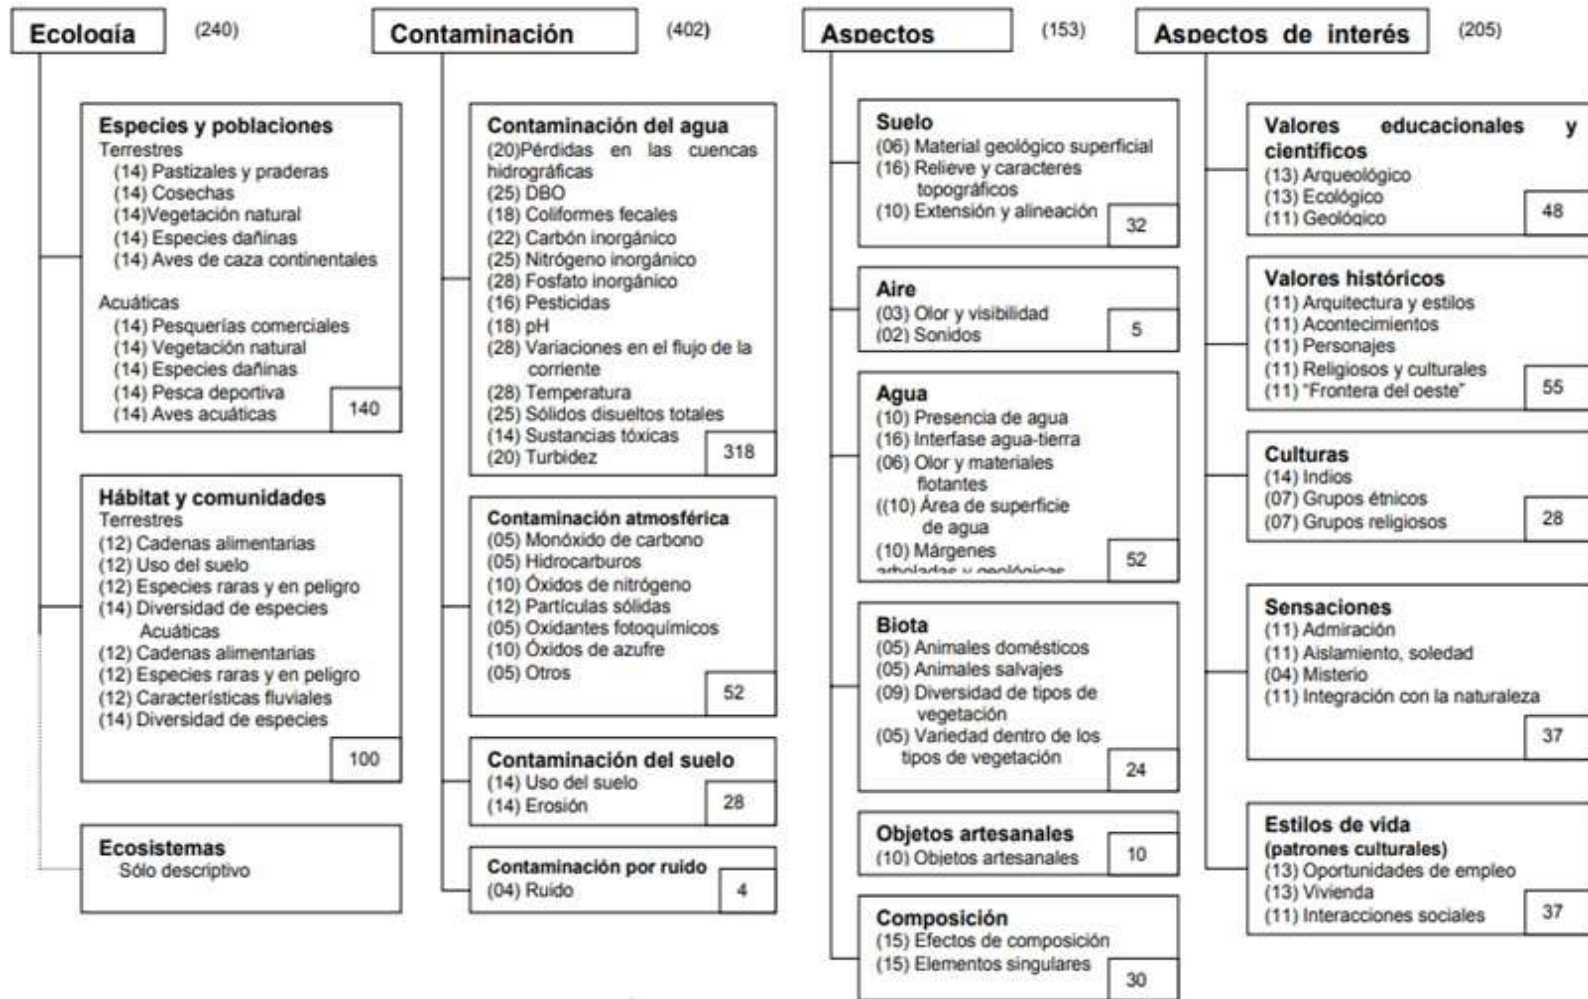 Ecología (240)
Especies y poblaciones
Terrestres
(14) Pastizales y praderas
(14) Cosechas
(14)Vegetación natural
(14) Especies dañinas
(14) Aves de caza continentales
Acuáticas
(14) Pesquerías comerciales
(14) Vegetación natural
(14) Especies dañinas
(14) Pesca deportiva
(14) Aves acuáticas
140
Hábitat y comunidades
Terrestres
(12) Cadenas alimentarias
(12) Uso del suelo
(12) Especies raras y en peligro
(14) Diversidad de especies
Acuáticas
(12) Cadenas alimentarias
(12) Especies raras y en peligro
(12) Características fluviales
(14) Diversidad de especies
100
Ecosistemas
Sólo descriptivo
Contaminación (402)
Contaminación del agua
(20)Pérdidas en las cuencas
hidrográficas
(25) DBO
(18) Coliformes fecales
(22) Carbón inorgánico
(25) Nitrógeno inorgánico
(28) Fosfato inorgánico
(16) Pesticidas
(18) pH
(28) Variaciones en el flujo de la
corriente
(28) Temperatura
(25) Sólidos disueltos totales
(14) Sustancias tóxicas
(20) Turbidez
318
Contaminación atmosférica
(05) Monóxido de carbono
(05) Hidrocarburos
(10) Óxidos de nitrógeno
(12) Partículas sólidas
(05) Oxidantes fotoquímicos
(10) Óxidos de azufre
(05) Otros
52
Contaminación del suelo
(14) Uso del suelo
(14) Erosión
28
Contaminación por ruido
(04) Ruido
4
Aspectos (153)
Suelo
(06) Material geológico superficial
(16) Relieve y caracteres
topográficos
(10) Extensión y alineación
32
Aire
(03) Olor y visibilidad
(02) Sonidos
5
Agua
(10) Presencia de agua
(16) Interfase agua-tierra
(06) Olor y materiales
flotantes
((10) Área de superficie
de agua
(10) Márgenes
arboladas y geológicas
52
Biota
(05) Animales domésticos
(05) Animales salvajes
(09) Diversidad de tipos de
vegetación
(05) Variedad dentro de los
tipos de vegetación
24
Objetos artesanales
(10) Objetos artesanales
10
Composición
(15) Efectos de composición
(15) Elementos singulares
30
Aspectos de interés (205)
Valores educacionales y
científicos
(13) Arqueológico
(13) Ecológico
(11) Geológico
48
Valores históricos
(11) Arquitectura y estilos
(11) Acontecimientos
(11) Personajes
(11) Religiosos y culturales
(11) "Frontera del oeste"
55
Culturas
(14) Indios
(07) Grupos étnicos
(07) Grupos religiosos
28
Sensaciones
(11) Admiración
(11) Aislamiento, soledad
(04) Misterio
(11) Integración con la naturaleza
37
Estilos de vida
(patrones culturales)
(13) Oportunidades de empleo
(13) Vivienda
(11) Interacciones sociales
37